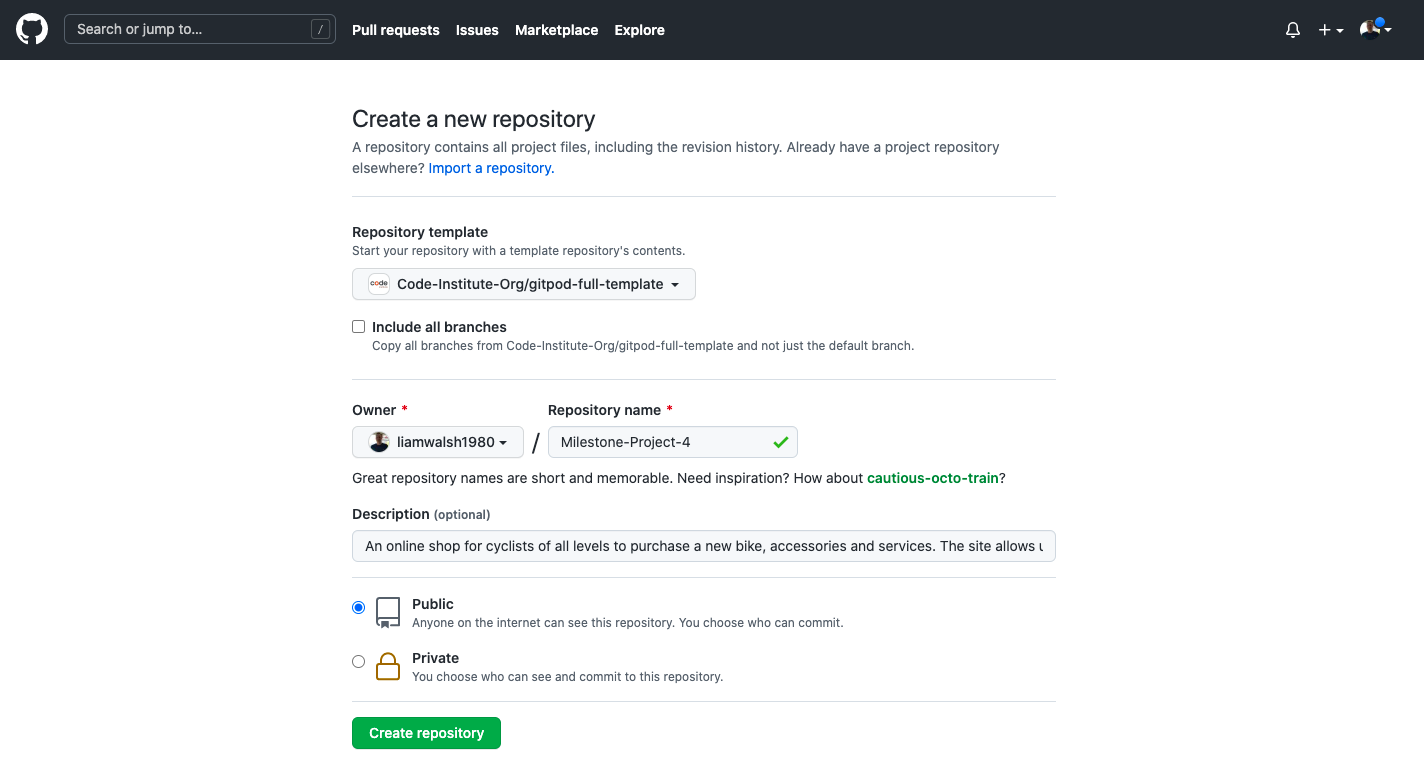 Search or jump to...
/
Pull requests
Issues
Marketplace
Explore
Create a new repository
A repository contains all project files, including the revision history. Already have a project repository
elsewhere? Import a repository.
Repository template
Start your repository with a template repository's contents.
code
Code-Institute-Org/gitpod-full-template
Include all branches
Copy all branches from Code-Institute-Org/gitpod-full-template and not just the default branch.
Owner *
Repository name *
liamwalsh1980
/
Milestone-Project-4
Great repository names are short and memorable. Need inspiration? How about cautious-octo-train?
Description (optional)
An online shop for cyclists of all levels to purchase a new bike, accessories and services. The site allows
Public
Anyone on the internet can see this repository. You choose who can commit.
Private
You choose who can see and commit to this repository.
Create repository